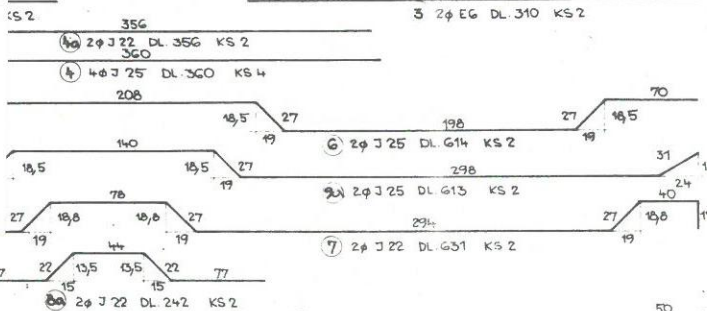 KS 2
3 2φ E6 DL. 310 KS 2
356
4a 2φ J 22 DL. 356 KS 2
360
4 4φ J 25 DL. 360 KS 4
208 70
18,5 27 198 27 18,5
19 19
6 2φ J 25 DL. 614 KS 2
140
18,5 18,5 27 298 31
19 24
2φ J 25 DL. 613 KS 2
78 40
27 18,8 18,8 27 294 27 18,8
19 19 19
7 2φ J 22 DL. 631 KS 2
44
22 13,5 13,5 22 77
15 15
8a 2φ J 22 DL. 242 KS 2
50